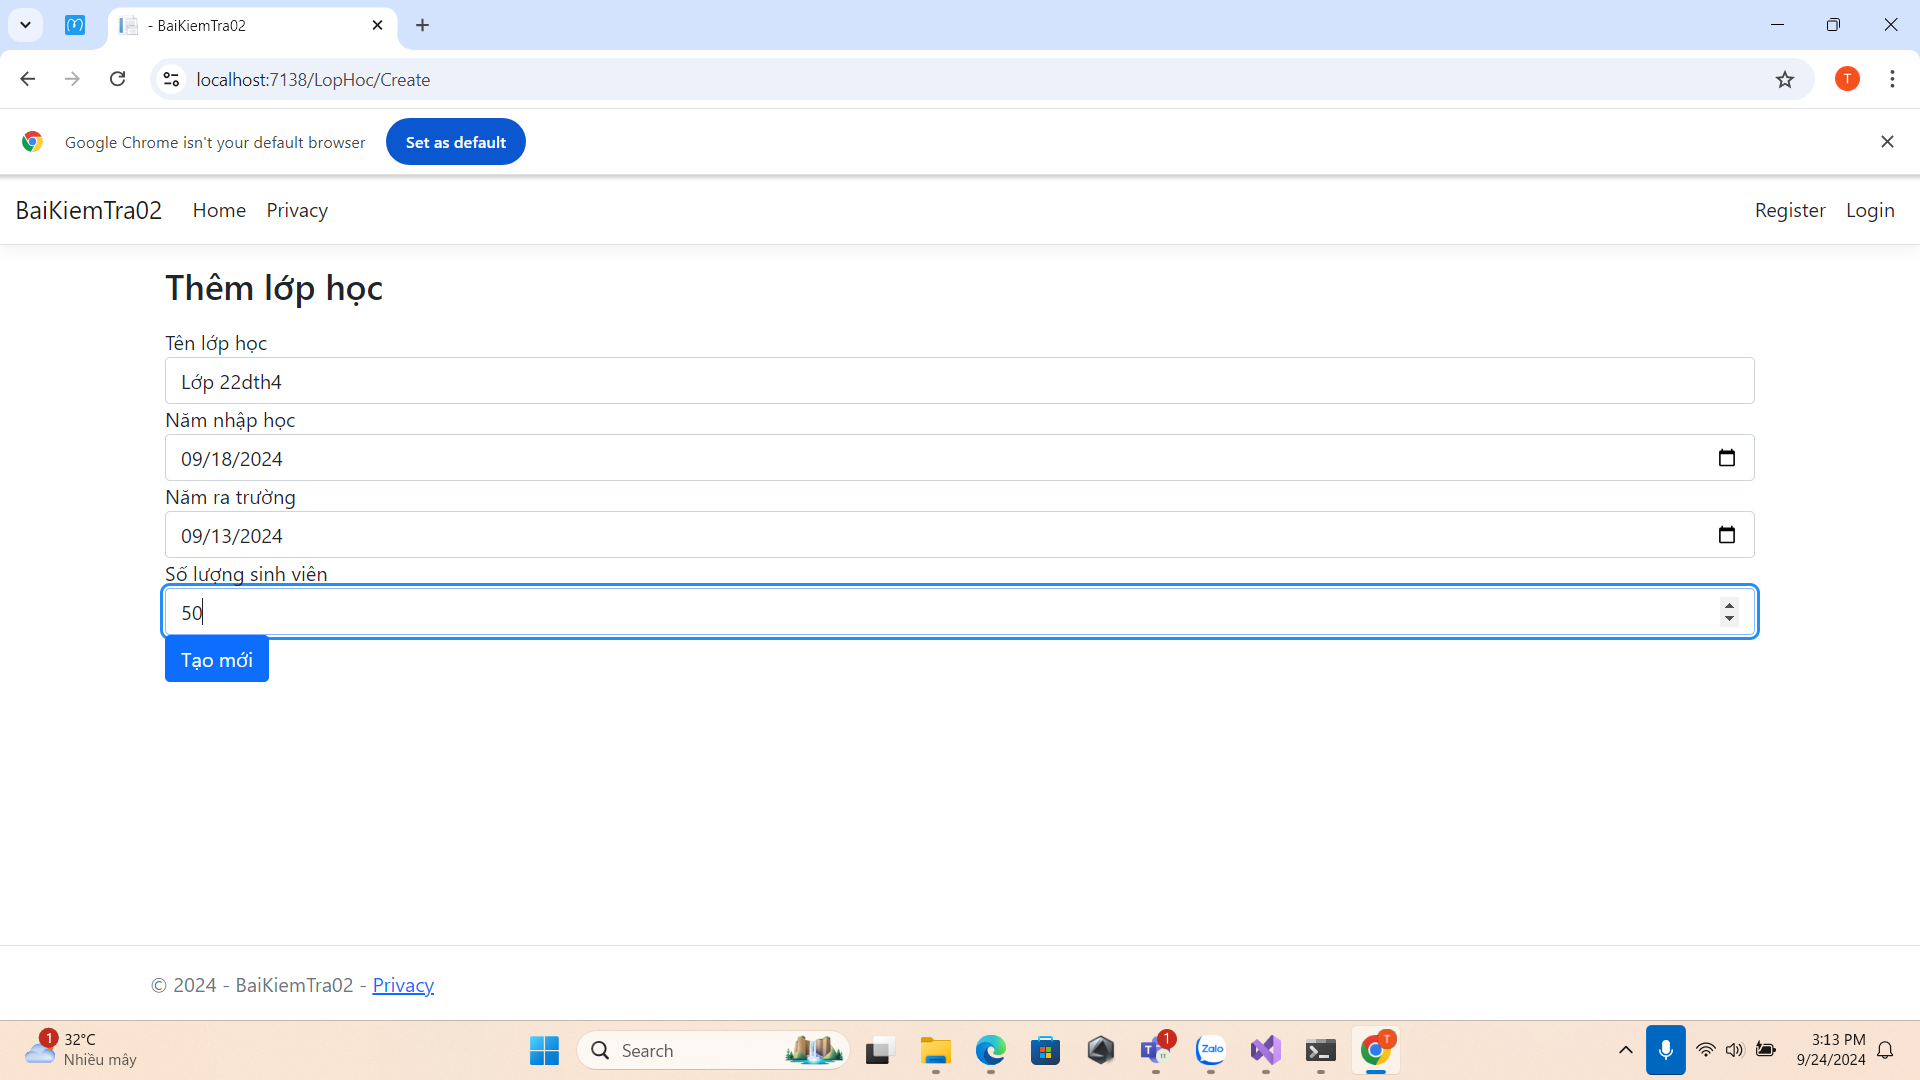 - BaiKiemTra02
localhost:7138/LopHoc/Create
T
Google Chrome isn't your default browser
Set as default
BaiKiemTra02 Home Privacy Register Login
Thêm lớp học
Tên lớp học
Lớp 22dth4
Năm nhập học
09/18/2024
Năm ra trường
09/13/2024
Số lượng sinh viên
50
Tạo mới
© 2024 - BaiKiemTra02 - Privacy
1
32°C
Nhiều mây
Search
1
T
Zalo
T
3:13 PM
9/24/2024